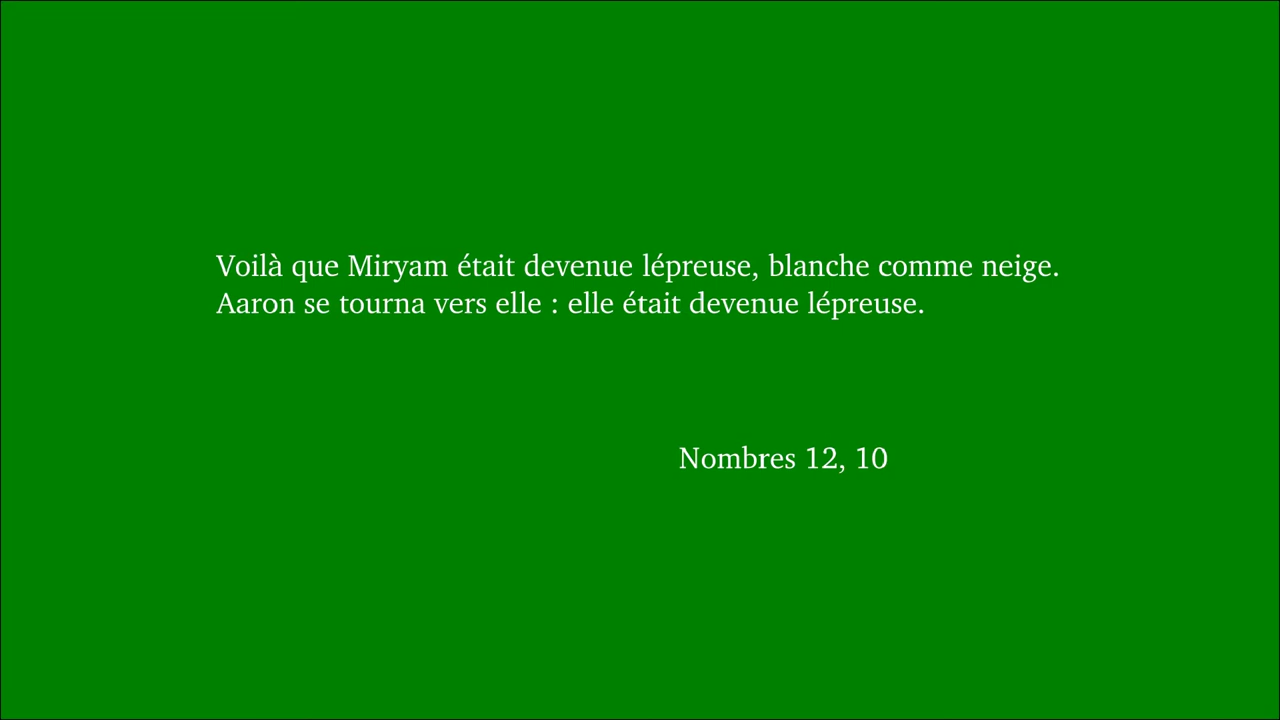 Voilà que Miryam était devenue lépreuse, blanche comme neige.
Aaron se tourna vers elle : elle était devenue lépreuse.
Nombres 12, 10